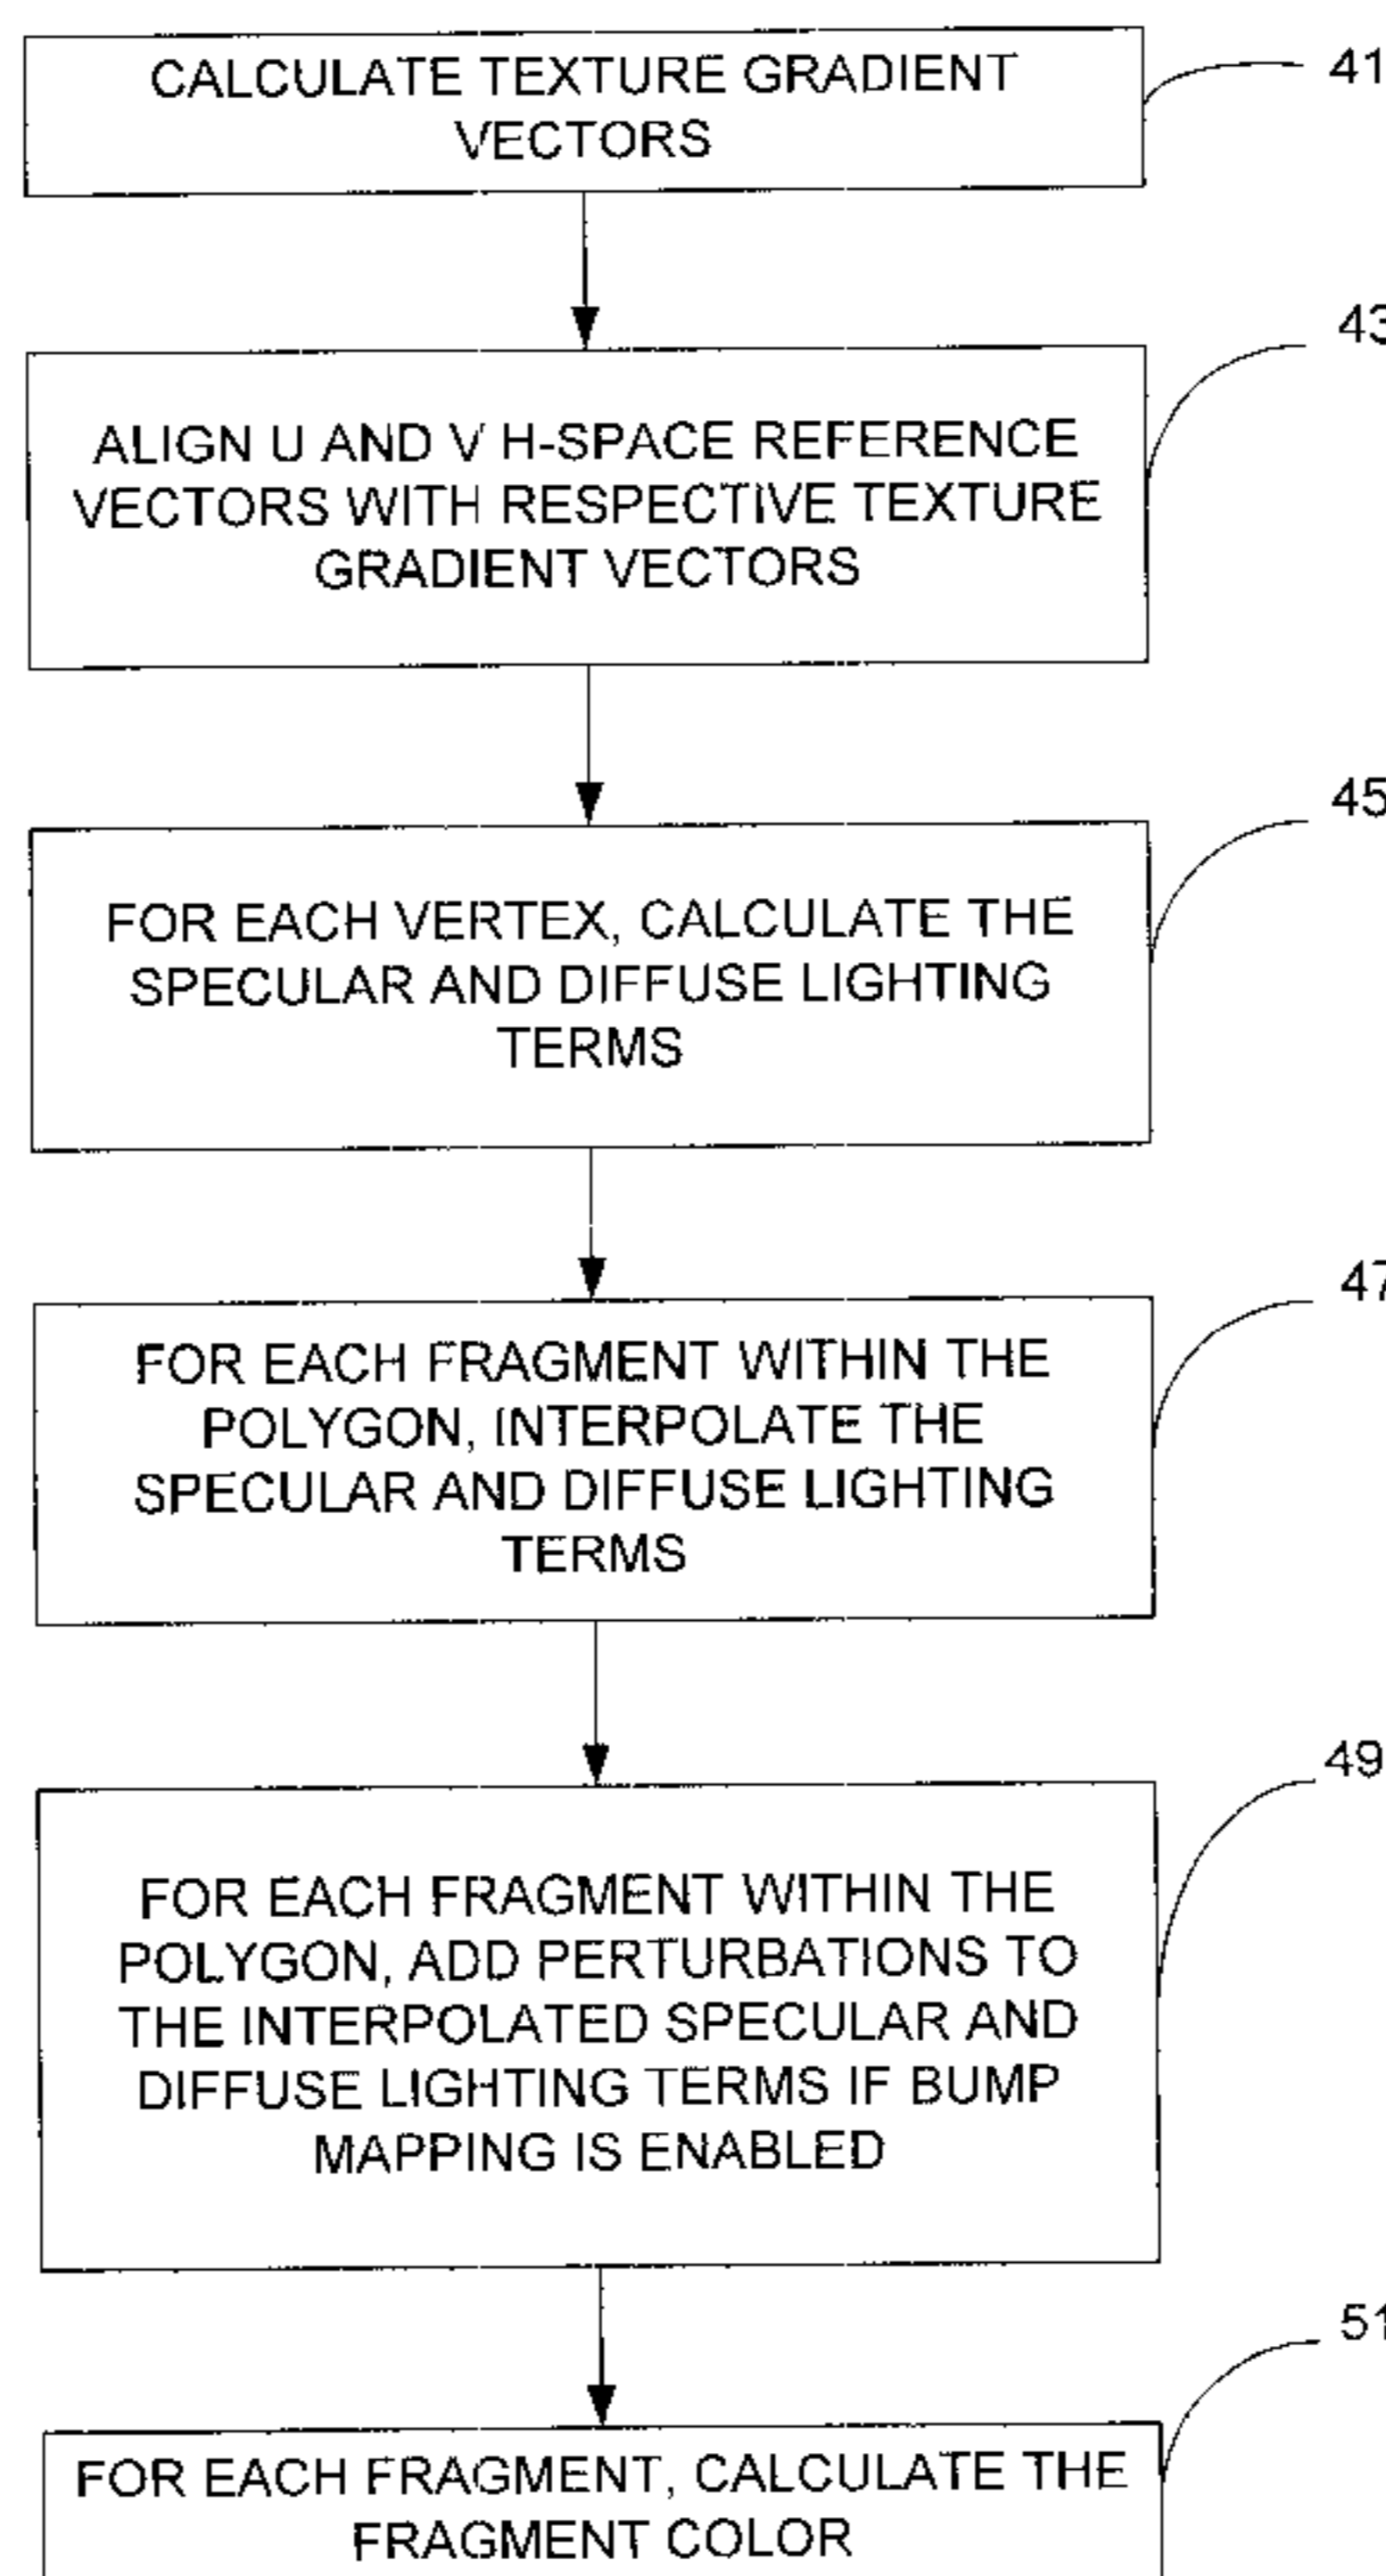 CALCULATE TEXTURE GRADIENT
VECTORS
41
43
ALIGN U AND V H-SPACE REFERENCE
VECTORS WITH RESPECTIVE TEXTURE
GRADIENT VECTORS
45
FOR EACH VERTEX, CALCULATE THE
SPECULAR AND DIFFUSE LIGHTING
TERMS
47
FOR EACH FRAGMENT WITHIN THE
POLYGON, INTERPOLATE THE
SPECULAR AND DIFFUSE LIGHTING
TERMS
49
FOR EACH FRAGMENT WITHIN THE
POLYGON, ADD PERTURBATIONS TO
THE INTERPOLATED SPECULAR AND
DIFFUSE LIGHTING TERMS IF BUMP
MAPPING IS ENABLED
51
FOR EACH FRAGMENT, CALCULATE THE
FRAGMENT COLOR